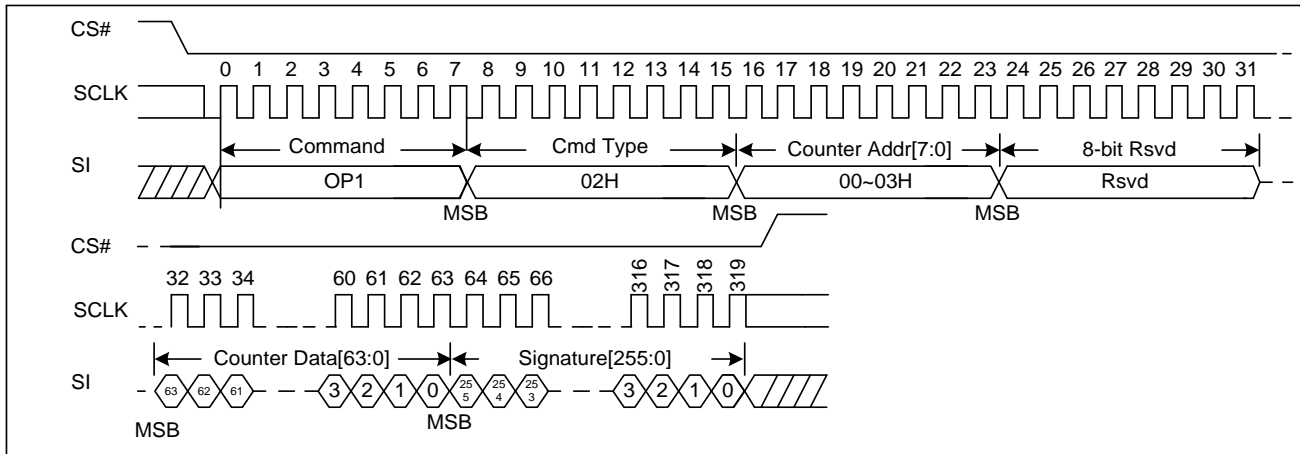 CS#
0 1 2 3 4 5 6 7 8 9 10 11 12 13 14 15 16 17 18 19 20 21 22 23 24 25 26 27 28 29 30 31
SCLK
Command Cmd Type Counter Addr[7:0] 8-bit Rsvd
SI
OP1 02H 00~03H Rsvd
MSB MSB MSB
CS#
32 33 34 60 61 62 63 64 65 66 316 317 318 319
SCLK
Counter Data[63:0] Signature[255:0]
SI
63 62 61 3 2 1 0 255 254 253 3 2 1 0
MSB MSB